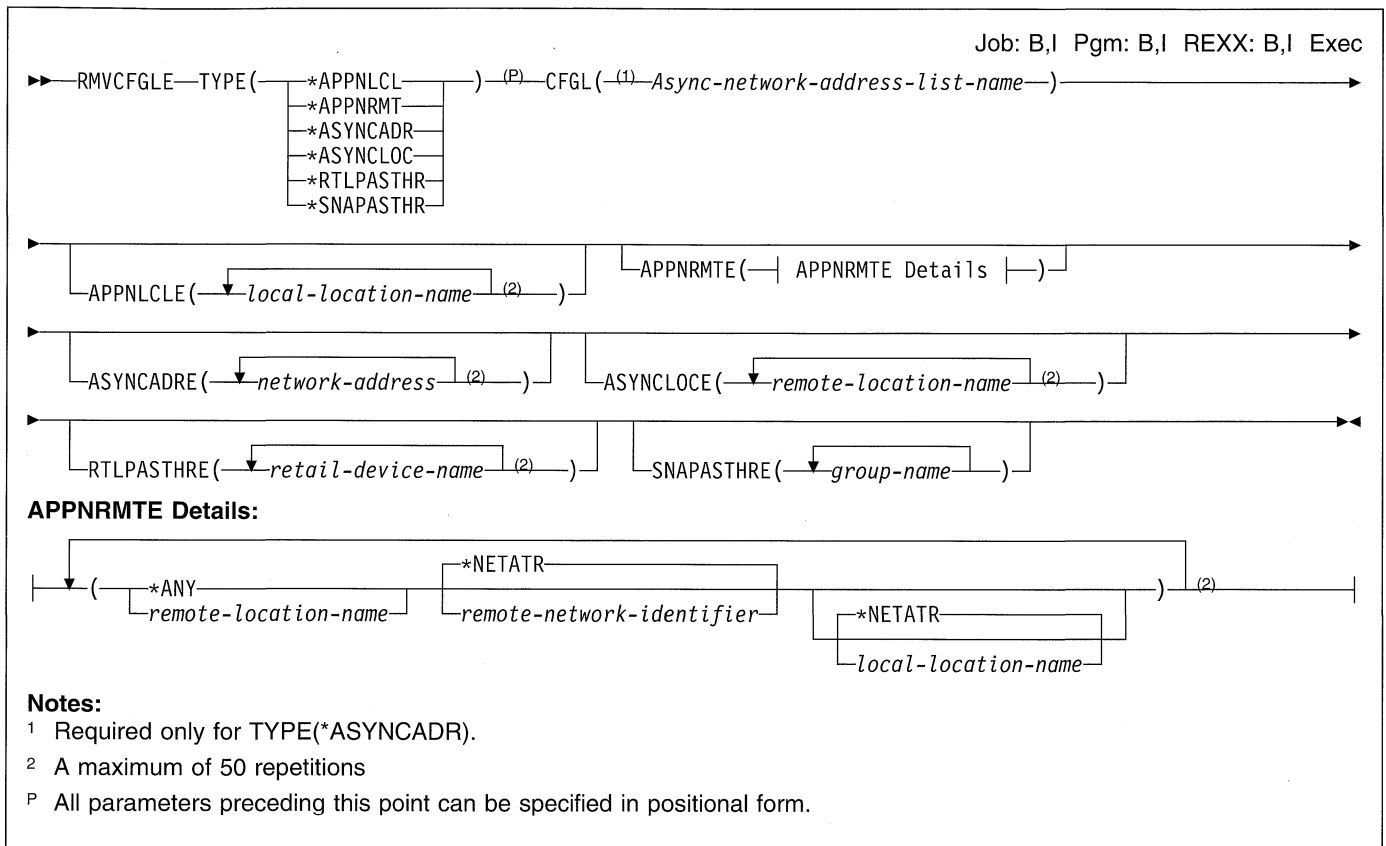 Job: B,I Pgm: B,I REXX: B,I Exec
RMVCFGLE TYPE( *APPNLCL ) (P) CFGL( (1) Async-network-address-list-name )
*APPNRMT
*ASYNCADR
*ASYNCLOC
*RTLPASTHR
*SNAPASTHR
APPNRMTE( APPNRMTE Details )
APPNLCLE( local-location-name (2) )
ASYNCADRE( network-address (2) ) ASYNCLOCE( remote-location-name (2) )
RTLPASTHRE( retail-device-name (2) ) SNAPASTHRE( group-name )
APPNRMTE Details:
*NETATR
( *ANY ) (2)
remote-location-name remote-network-identifier *NETATR
local-location-name
Notes:
1 Required only for TYPE(*ASYNCADR).
2 A maximum of 50 repetitions
P All parameters preceding this point can be specified in positional form.